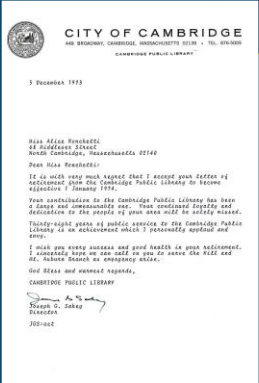 CITY OF CAMBRIDGE
449 BROADWAY, CAMBRIDGE, MASSACHUSETTS 02138 • TEL. 876-5005
CAMBRIDGE PUBLIC LIBRARY
5 December 1973
Miss Alice Ronchetti
68 Middlesex Street
North Cambridge, Massachusetts 02140
Dear Miss Ronchetti:
It is with very much regret that I accept your letter of
retirement from the Cambridge Public Library to become
effective 1 January 1974.
Your contribution to the Cambridge Public Library has been
a large and immeasurable one. Your continued loyalty and
dedication to the people of your area will be solely missed.
Thirty-eight years of public service to the Cambridge Public
Library is an achievement which I personally applaud and
envy.
I wish you every success and good health in your retirement.
I sincerely hope we can call on you to serve the Hill and
Mt. Auburn Branch as emergency arise.
God Bless and warmest regards,
CAMBRIDGE PUBLIC LIBRARY
Joseph G. Sakey
Joseph G. Sakey
Director
JGS: